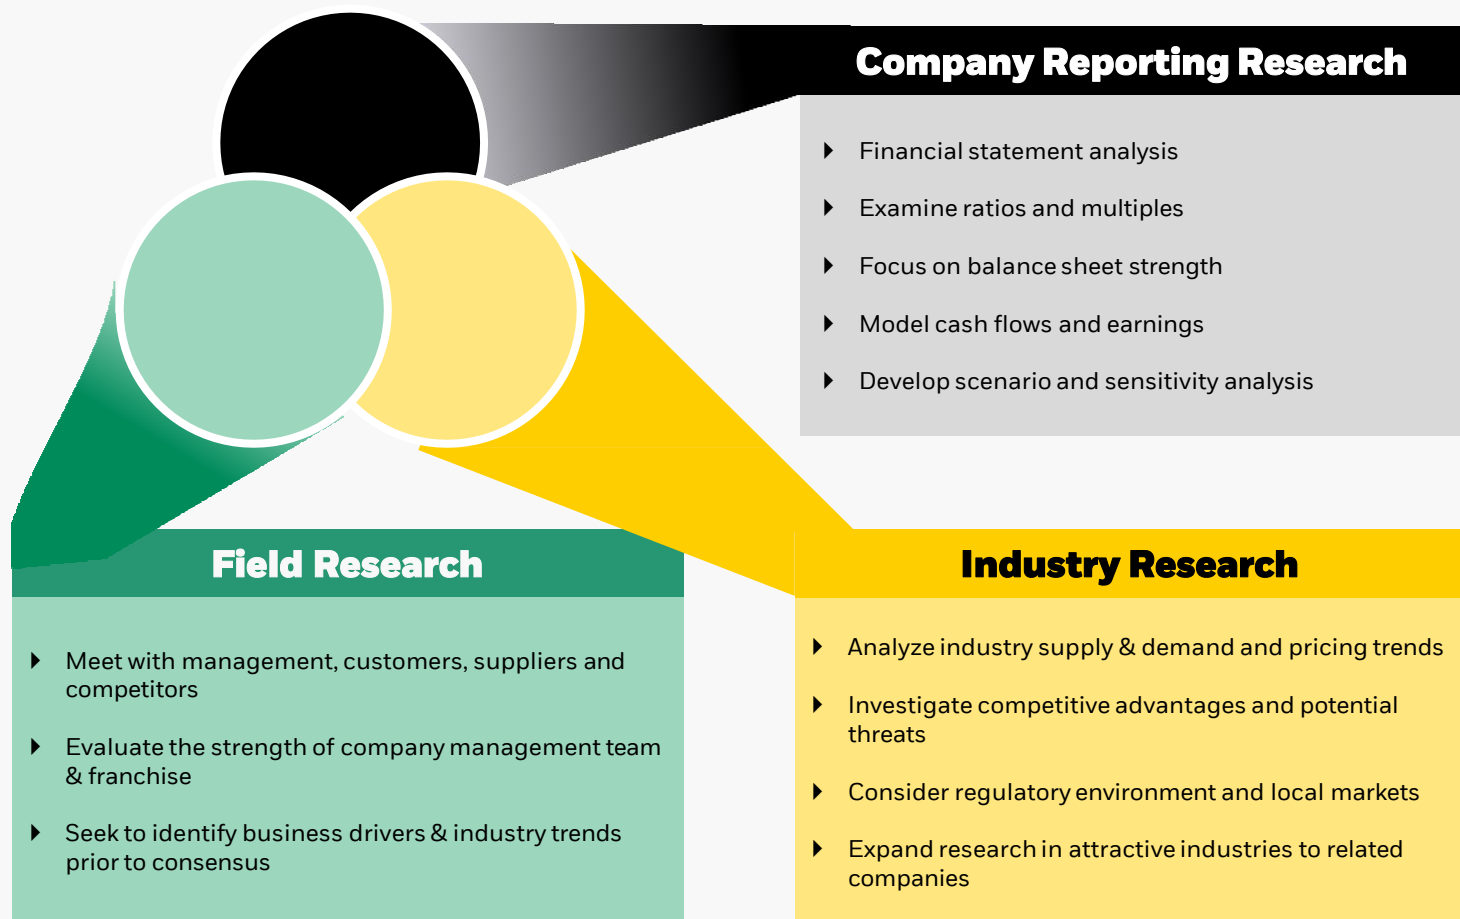 Company Reporting Research
Financial statement analysis
Examine ratios and multiples
Focus on balance sheet strength
Model cash flows and earnings
Develop scenario and sensitivity analysis
Field Research
Meet with management, customers, suppliers and
competitors
Evaluate the strength of company management team
& franchise
Seek to identify business drivers & industry trends
prior to consensus
Industry Research
Analyze industry supply & demand and pricing trends
Investigate competitive advantages and potential
threats
Consider regulatory environment and local markets
Expand research in attractive industries to related
companies